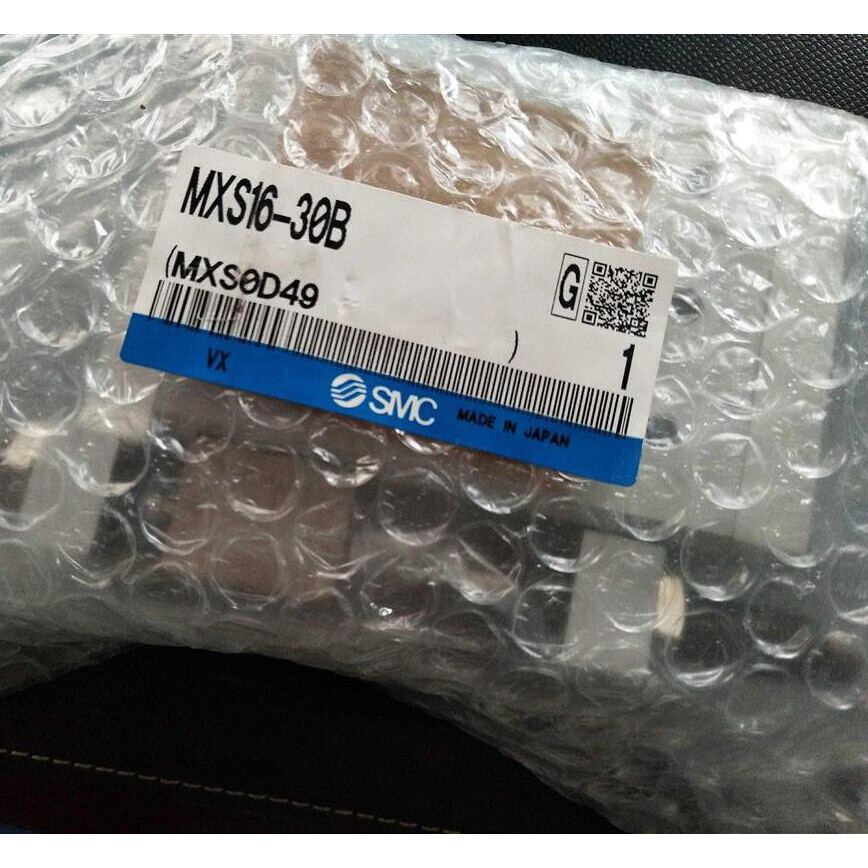 MXS16-30B
(MXS0D49
)
G
1
VX
SMC
MADE IN JAPAN